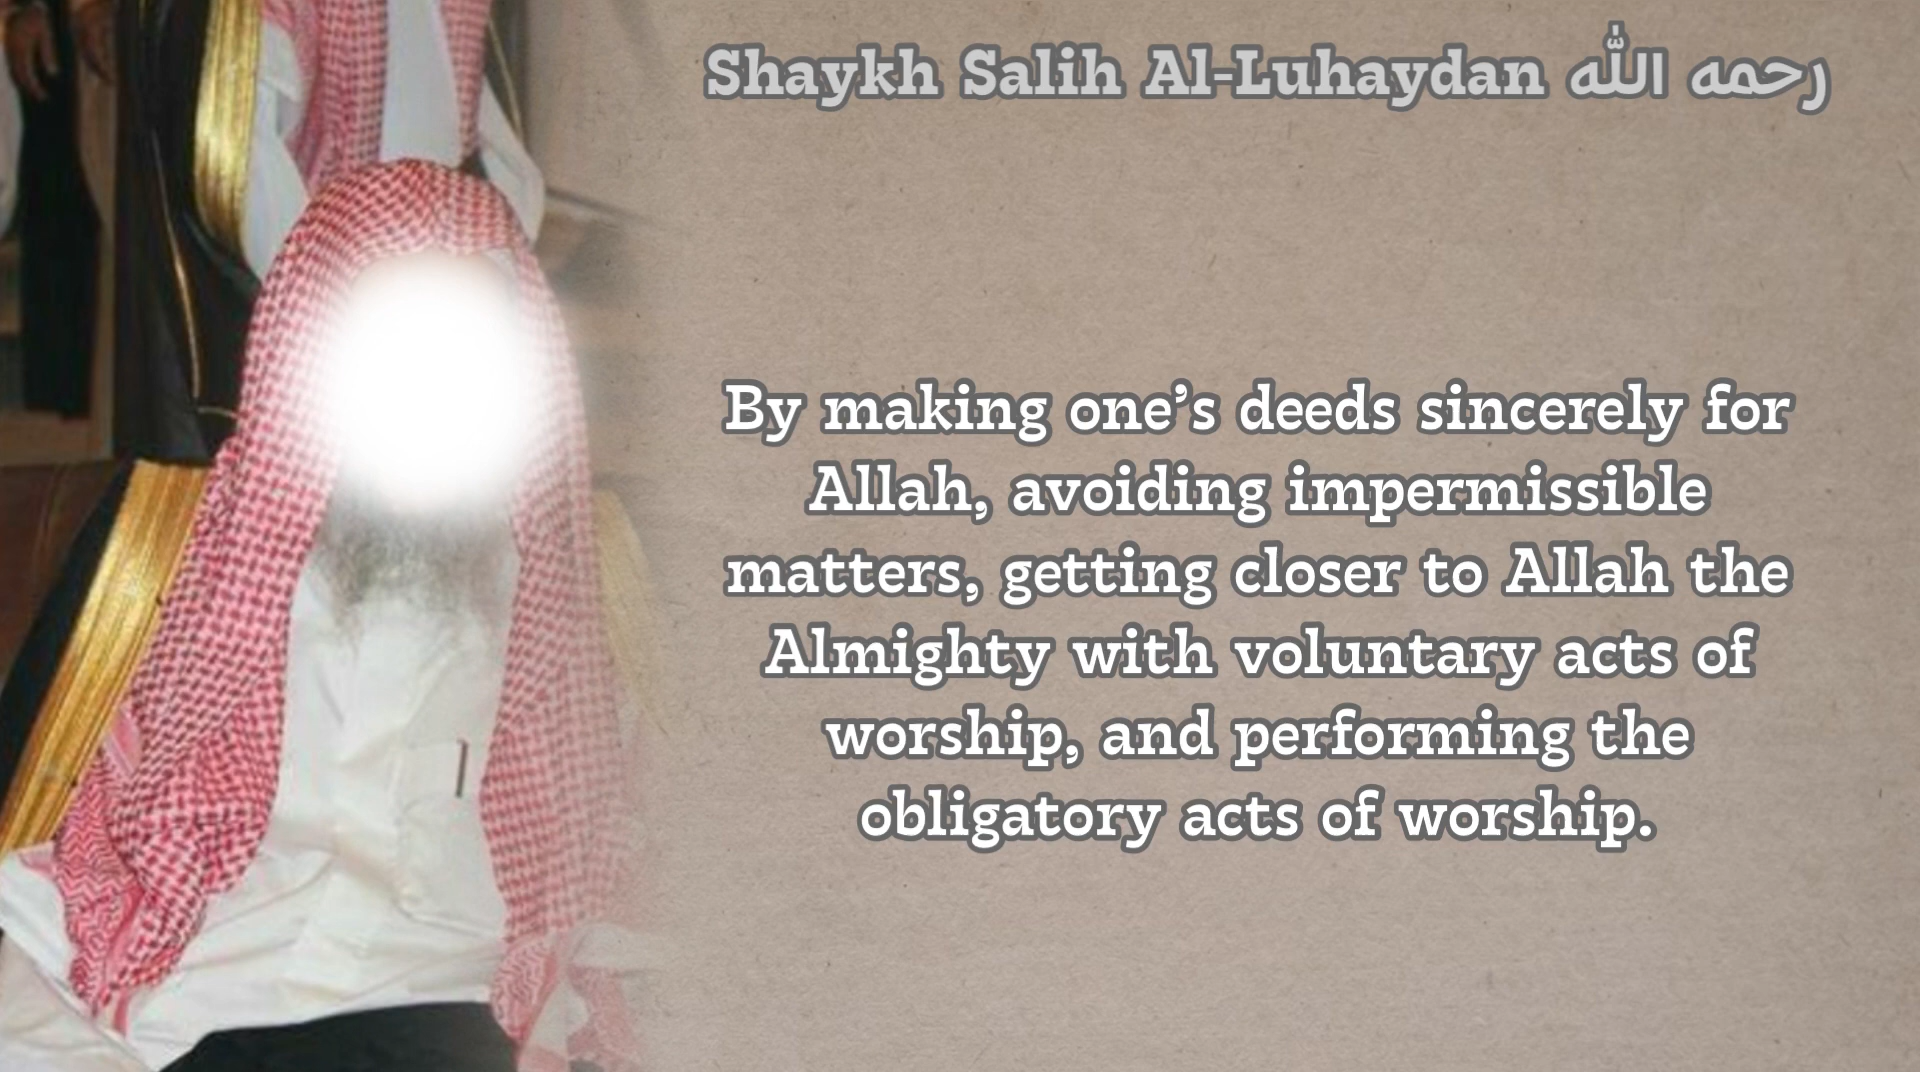 Shaykh Salih Al-Luhaydan رحمه الله
By making one’s deeds sincerely for
Allah, avoiding impermissible
matters, getting closer to Allah the
Almighty with voluntary acts of
worship, and performing the
obligatory acts of worship.